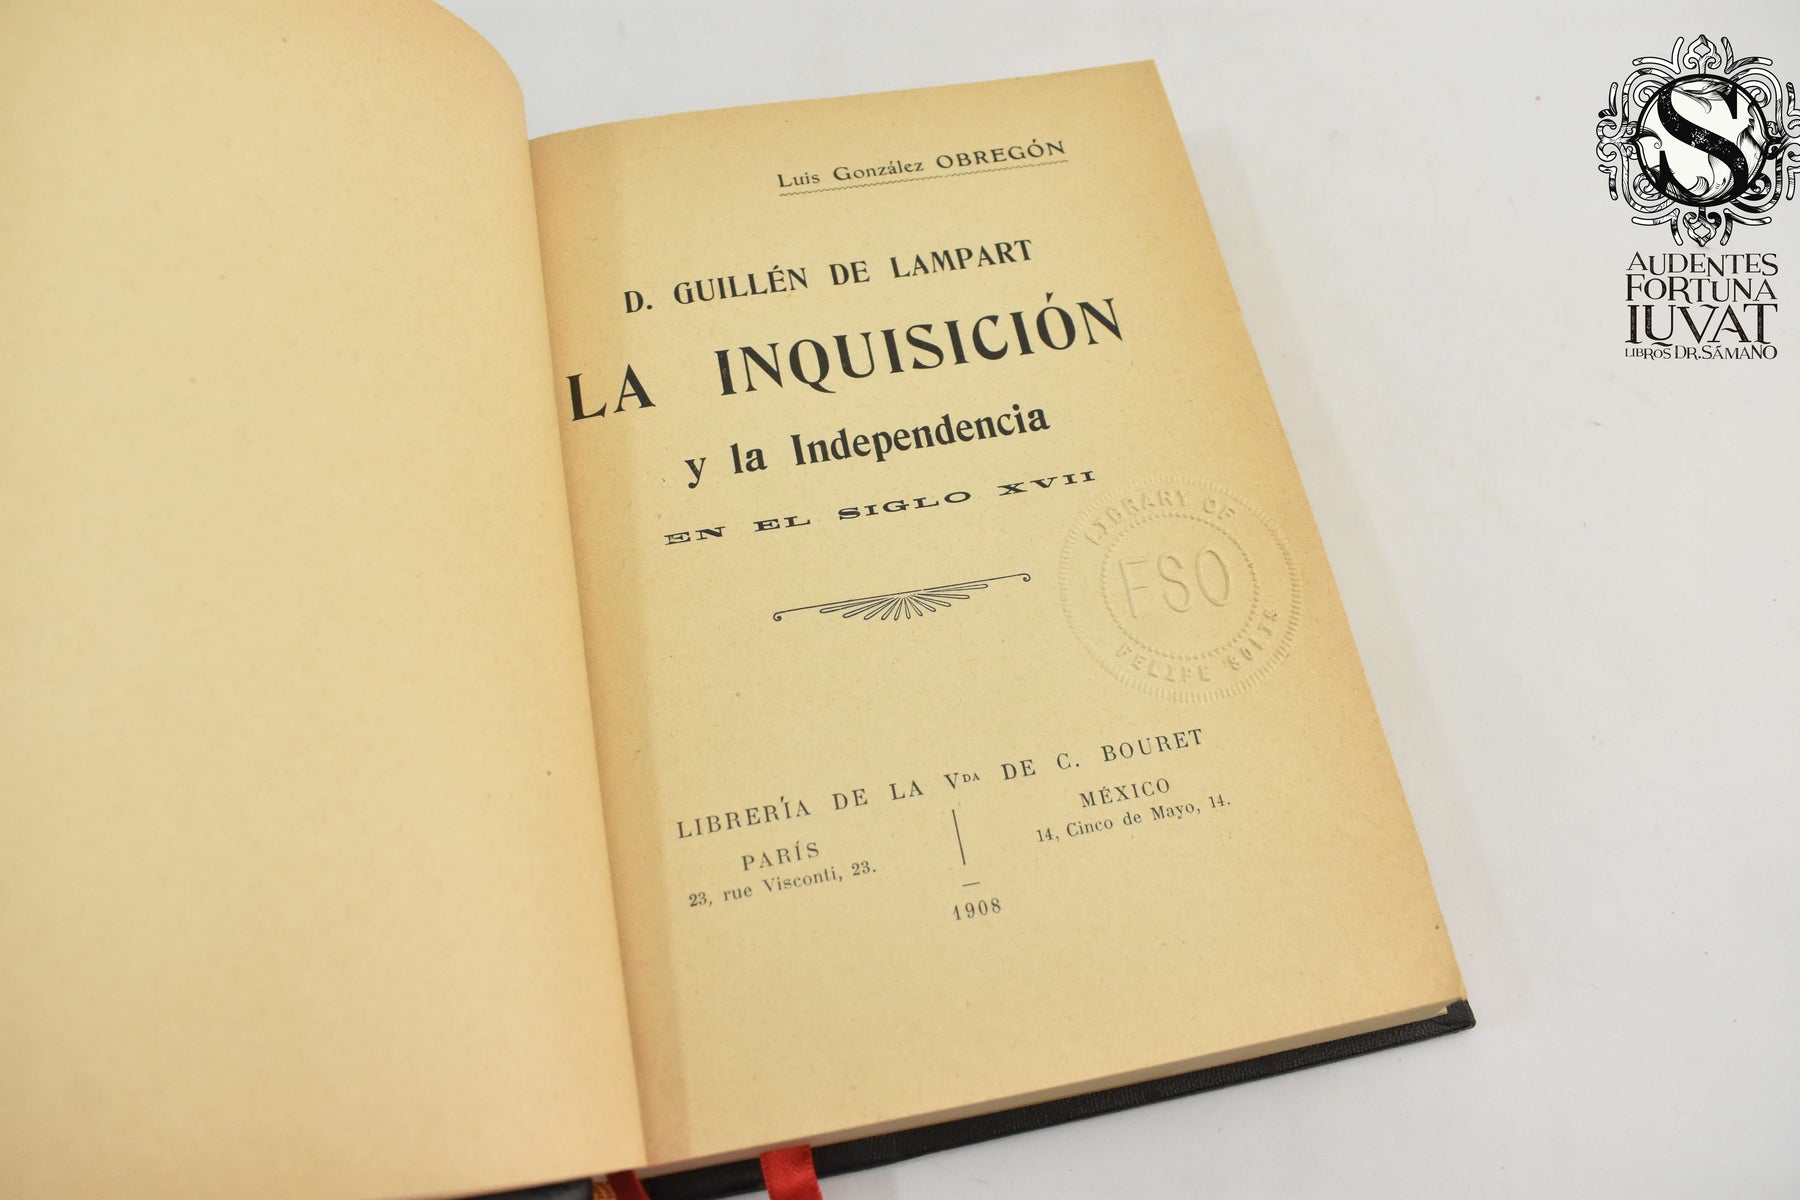 Luis González OBREGÓN
D. GUILLÉN DE LAMPART
LA INQUISICIÓN
y la Independencia
EN EL SIGLO XVII
LIBRARY OF
FSO
FELIPE SOLIS
LIBRERÍA DE LA VDA DE C. BOURET
PARÍS
23, rue Visconti, 23.
MÉXICO
14, Cinco de Mayo, 14.
1908
S
AUDENTES
FORTUNA
IUVAT
LIBROS DR. SÁMANO